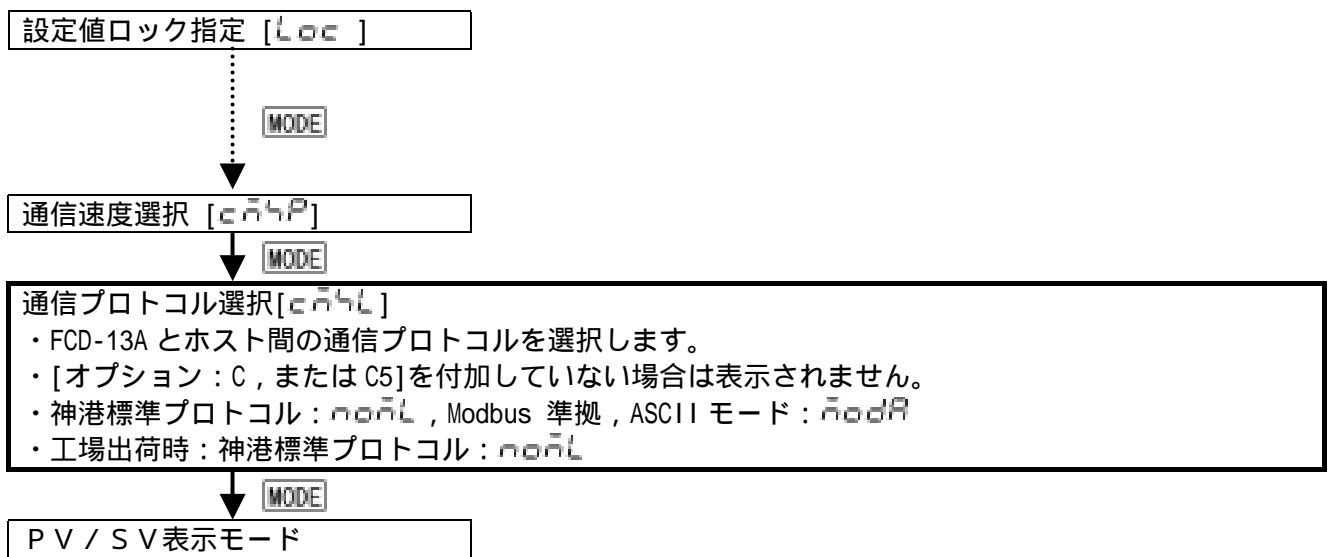 設定値ロック指定 [Loc ]
MODE
通信速度選択 [cmsP]
MODE
通信プロトコル選択[cmsL]
・FCD-13A とホスト間の通信プロトコルを選択します。
・[オプション：C，または C5]を付加していない場合は表示されません。
・神港標準プロトコル：nomL，Modbus 準拠，ASCII モード：modA
・工場出荷時：神港標準プロトコル：nomL
MODE
ＰＶ／ＳＶ表示モード